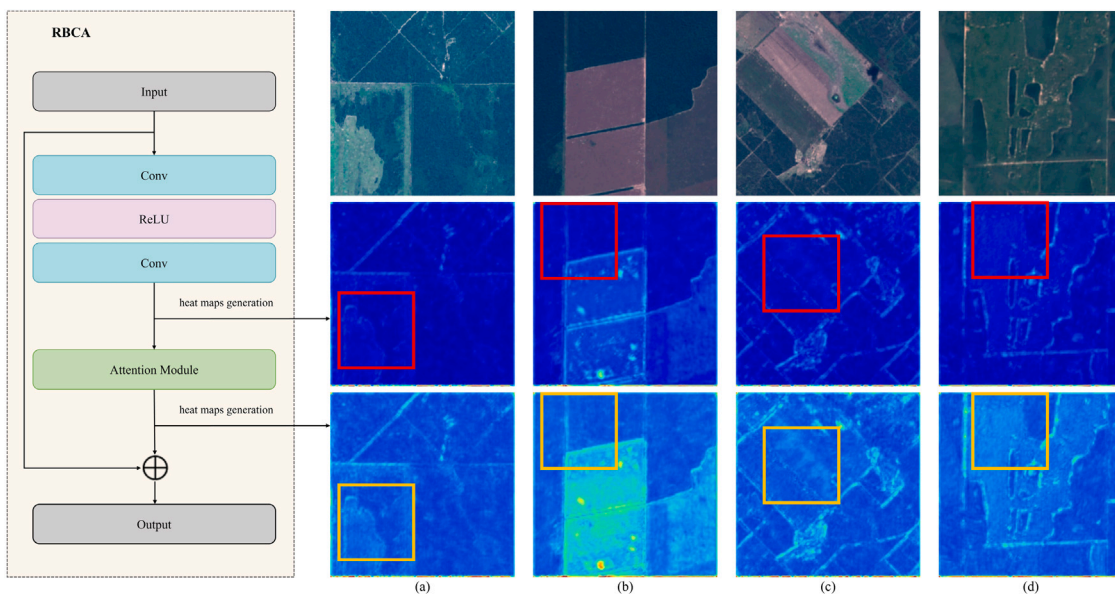 RBCA
Input
Conv
ReLU
Conv
heat maps generation
Attention Module
heat maps generation
Output
(a)
(b)
(c)
(d)